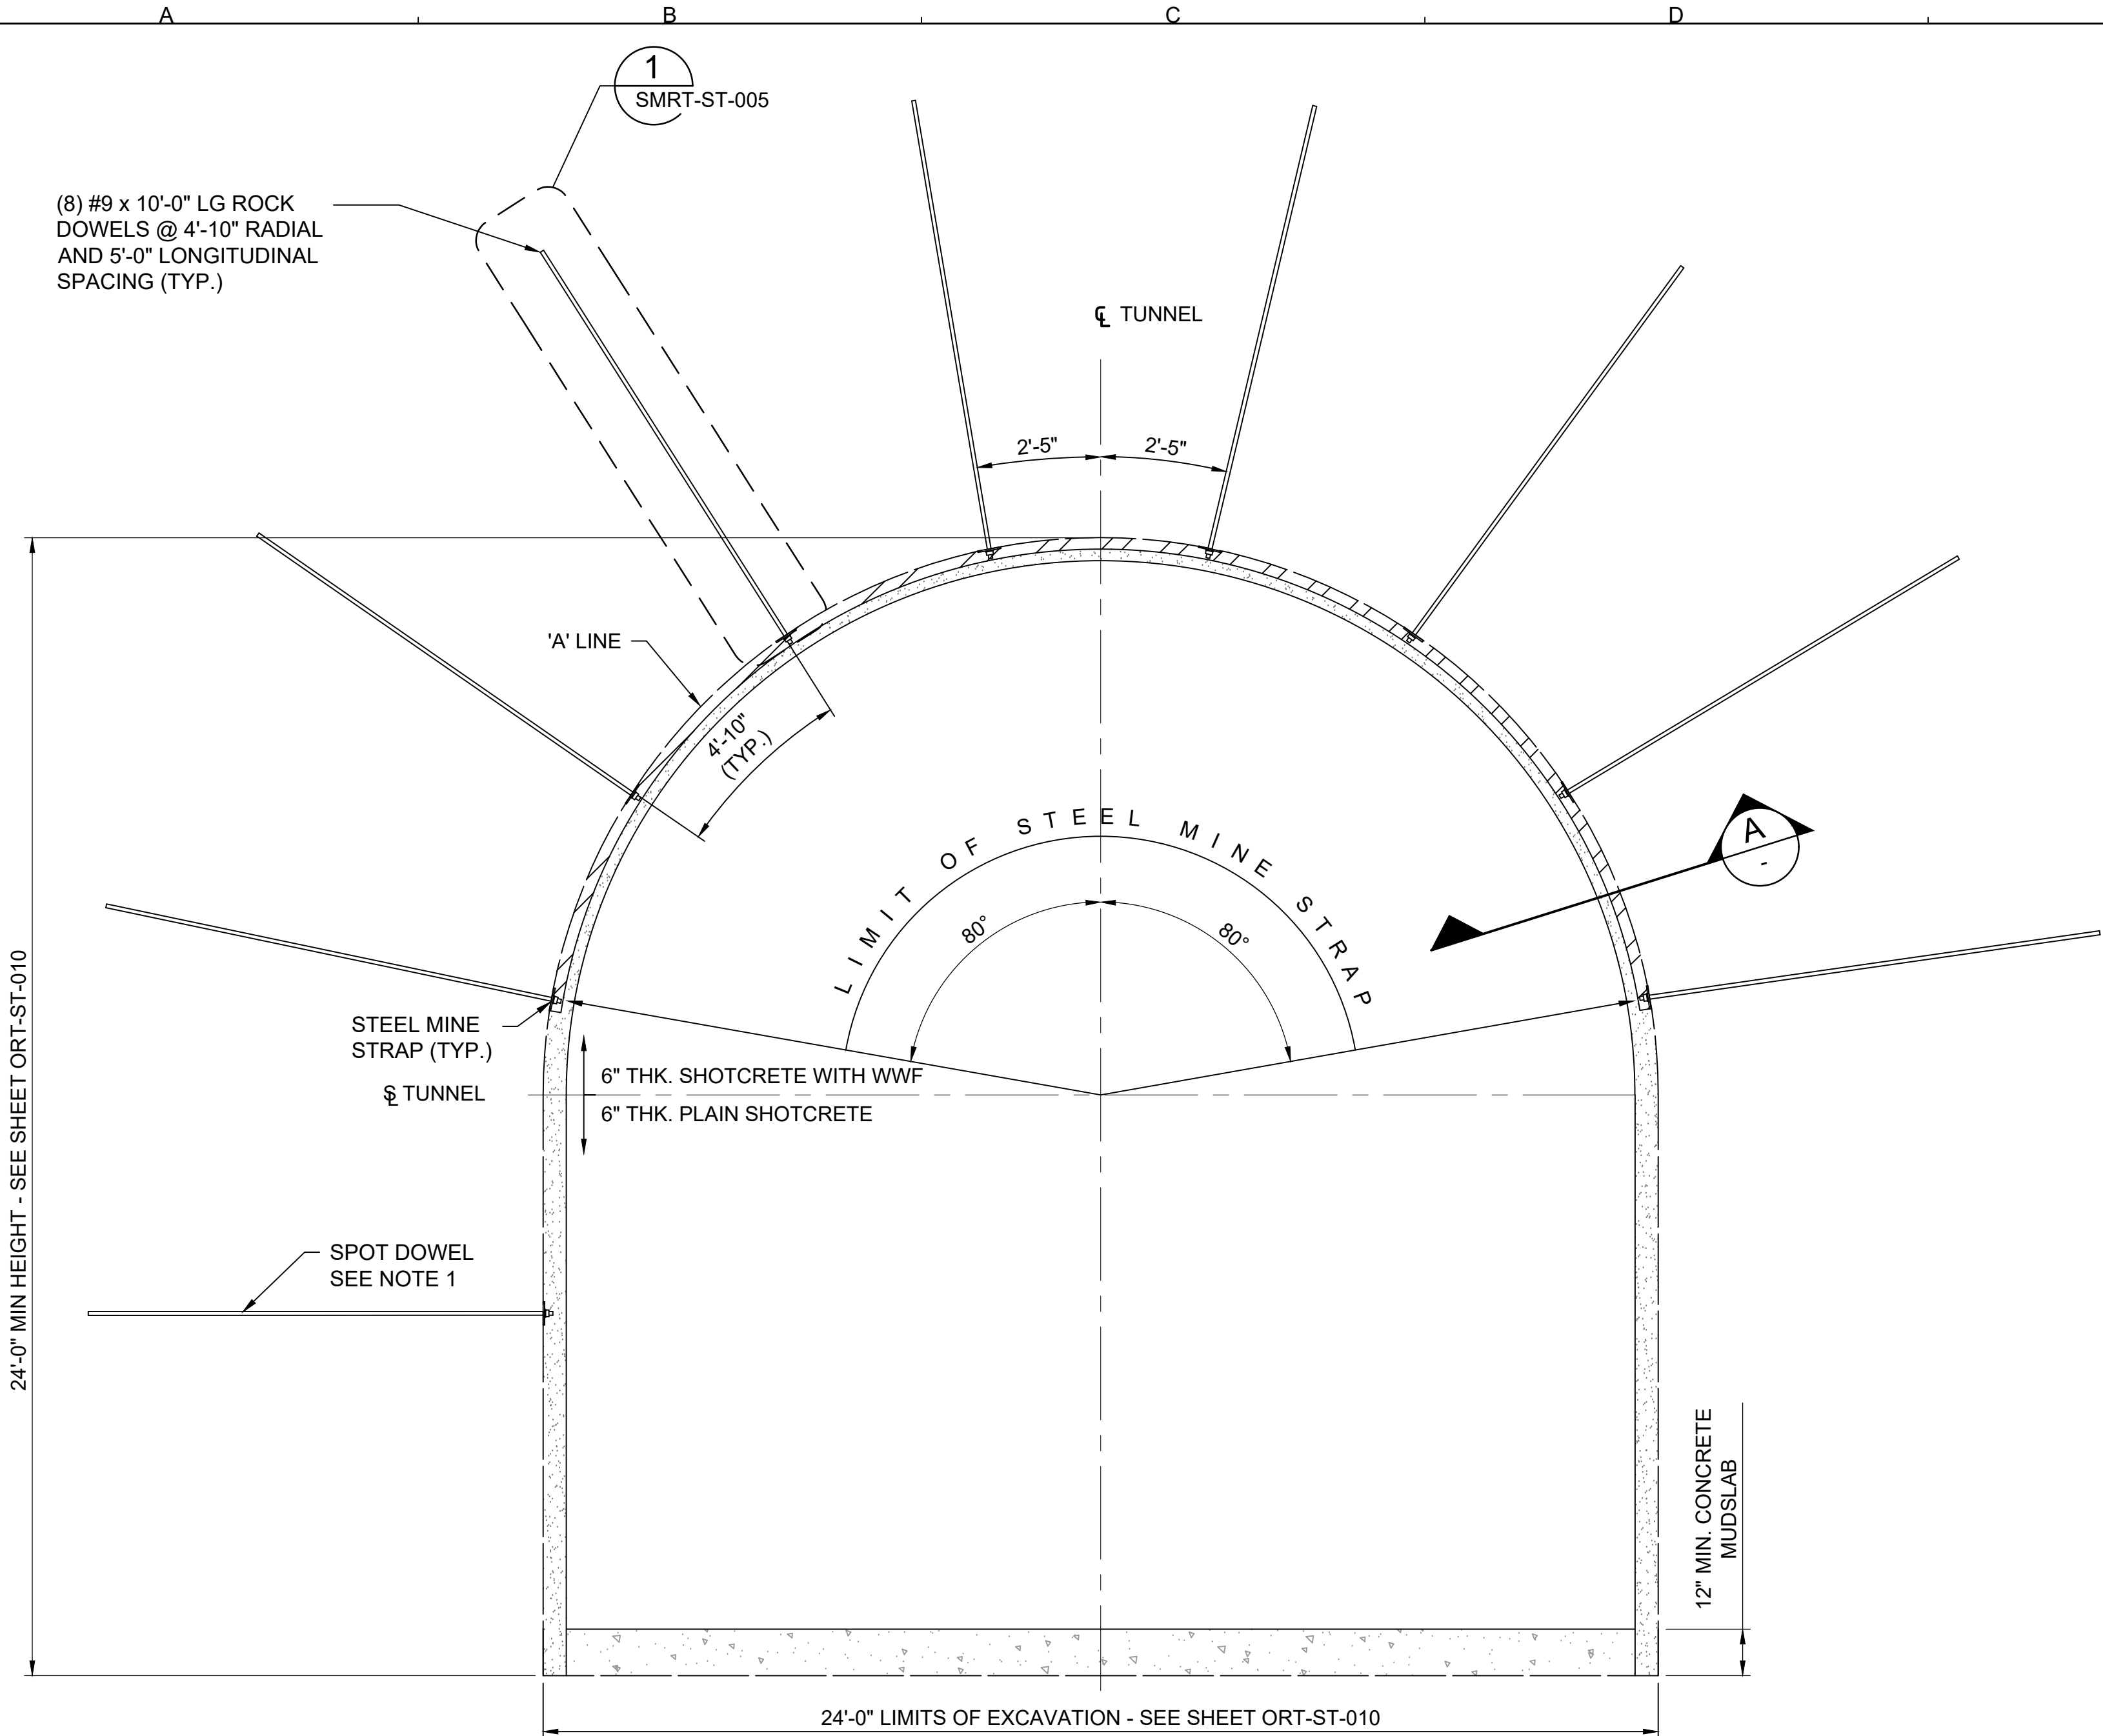 A
B
C
D
1
SMRT-ST-005
(8) #9 x 10'-0" LG ROCK
DOWELS @ 4'-10" RADIAL
AND 5'-0" LONGITUDINAL
SPACING (TYP.)
℄ TUNNEL
2'-5"
2'-5"
'A' LINE
4'-10"
(TYP.)
LIMIT OF STEEL MINE STRAP
80°
80°
A
-
STEEL MINE
STRAP (TYP.)
SL TUNNEL
6" THK. SHOTCRETE WITH WWF
6" THK. PLAIN SHOTCRETE
24'-0" MIN HEIGHT - SEE SHEET ORT-ST-010
SPOT DOWEL
SEE NOTE 1
12" MIN. CONCRETE
MUDSLAB
24'-0" LIMITS OF EXCAVATION - SEE SHEET ORT-ST-010